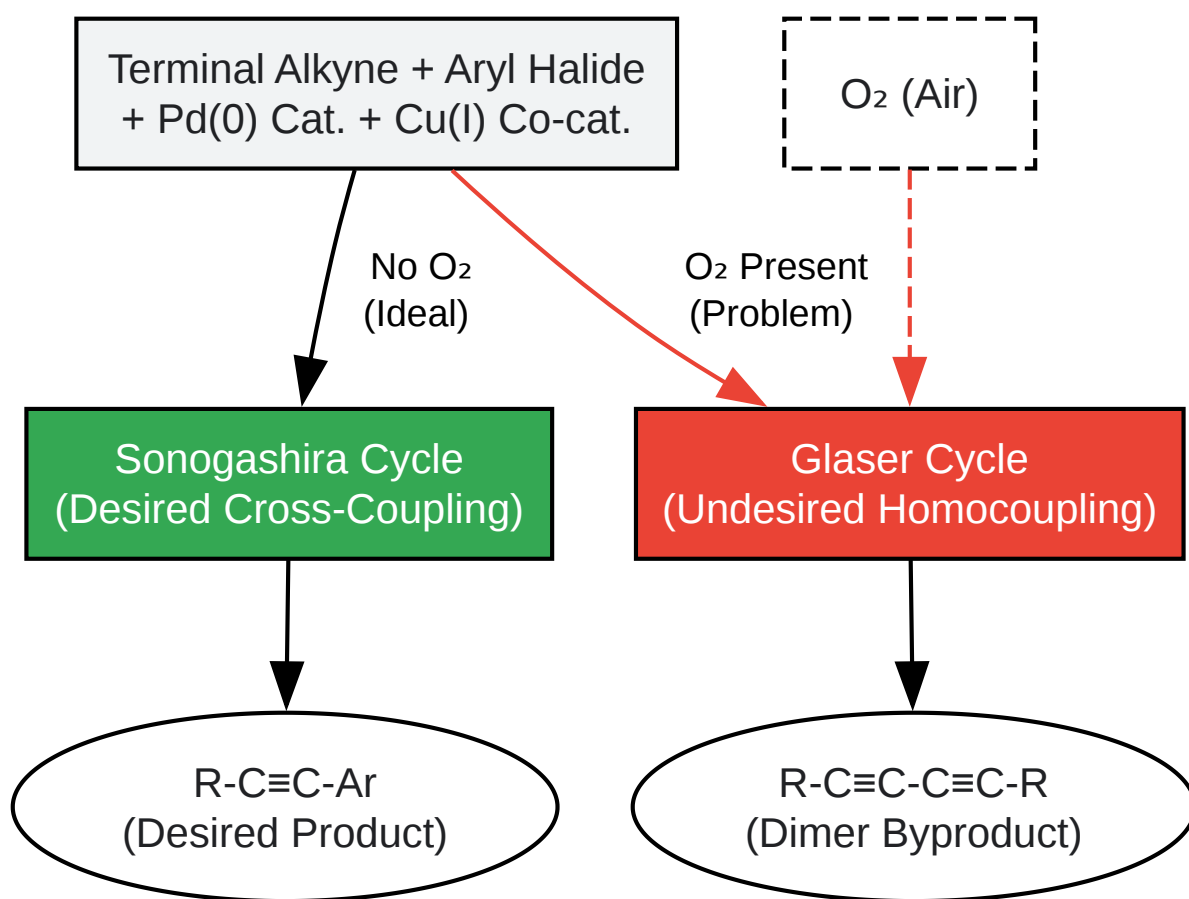 Terminal Alkyne + Aryl Halide
+ Pd(0) Cat. + Cu(I) Co-cat.
O₂ (Air)
No O₂
(Ideal)
O₂ Present
(Problem)
Sonogashira Cycle
(Desired Cross-Coupling)
Glaser Cycle
(Undesired Homocoupling)
R-C≡C-Ar
(Desired Product)
R-C≡C-C≡C-R
(Dimer Byproduct)